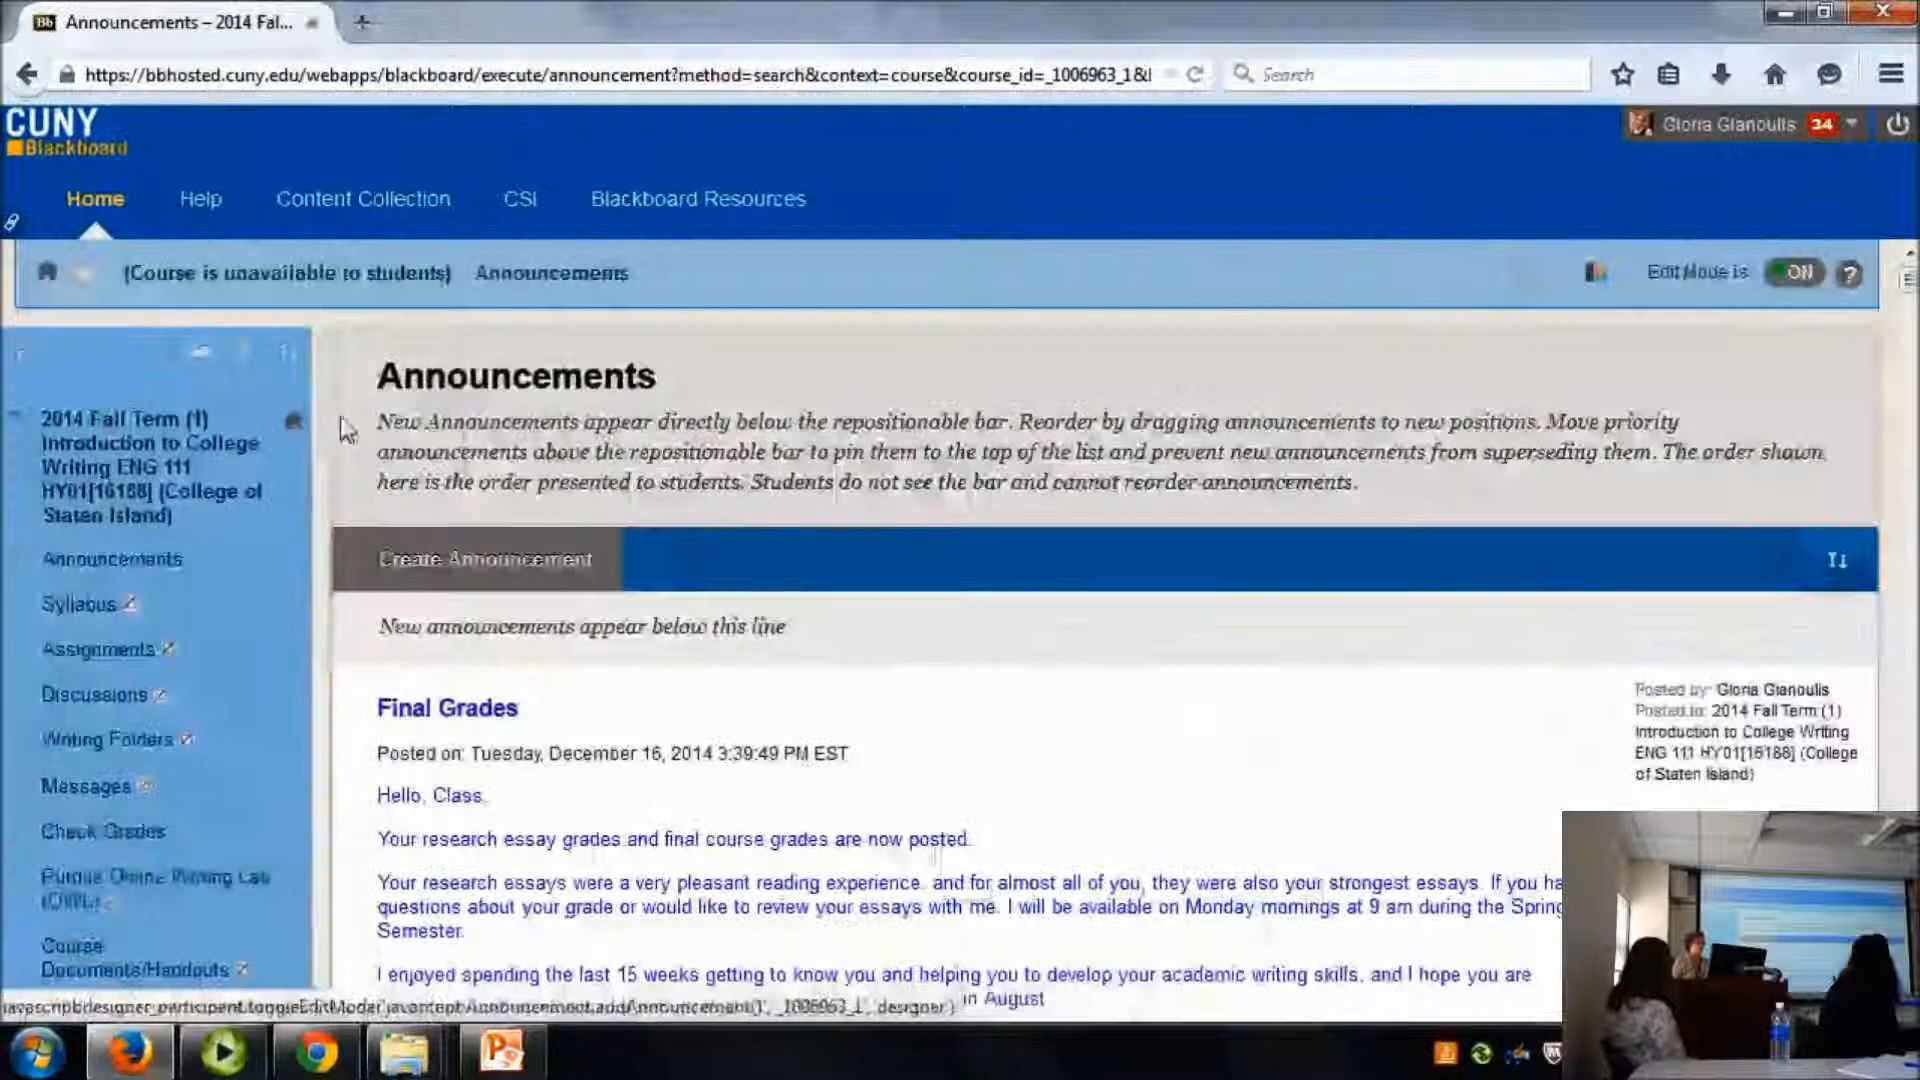 Announcements – 2014 Fal...
https://bbhosted.cuny.edu/webapps/blackboard/execute/announcement?method=search&context=course&course_id=_1006963_1&l
Search
CUNY
Blackboard
Gloria Gianoulis 34
Home Help Content Collection CSI Blackboard Resources
(Course is unavailable to students) Announcements
Edit Mode is ON ?
2014 Fall Term (1)
Introduction to College
Writing ENG 111
HY01[16188] (College of
Staten Island)
Announcements
Syllabus
Assignments
Discussions
Writing Folders
Messages
Check Grades
Purdue Online Writing Lab
(OWL)
Course
Documents/Handouts
Announcements
New Announcements appear directly below the repositionable bar. Reorder by dragging announcements to new positions. Move priority
announcements above the repositionable bar to pin them to the top of the list and prevent new announcements from superseding them. The order shown
here is the order presented to students. Students do not see the bar and cannot reorder announcements.
Create Announcement
New announcements appear below this line
Final Grades
Posted on: Tuesday, December 16, 2014 3:39:49 PM EST
Hello, Class.
Your research essay grades and final course grades are now posted.
Your research essays were a very pleasant reading experience, and for almost all of you, they were also your strongest essays. If you ha
questions about your grade or would like to review your essays with me, I will be available on Monday mornings at 9 am during the Spring
Semester.
I enjoyed spending the last 15 weeks getting to know you and helping you to develop your academic writing skills, and I hope you are
in August
Posted by: Gloria Gianoulis
Posted to: 2014 Fall Term (1)
Introduction to College Writing
ENG 111 HY01[16188] (College
of Staten Island)